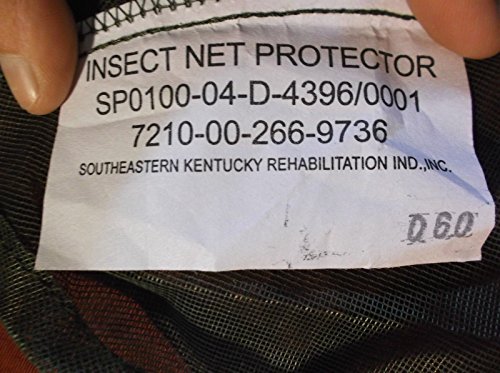 INSECT NET PROTECTOR
SP0100-04-D-4396/0001
7210-00-266-9736
SOUTHEASTERN KENTUCKY REHABILITATION IND.,INC.
060